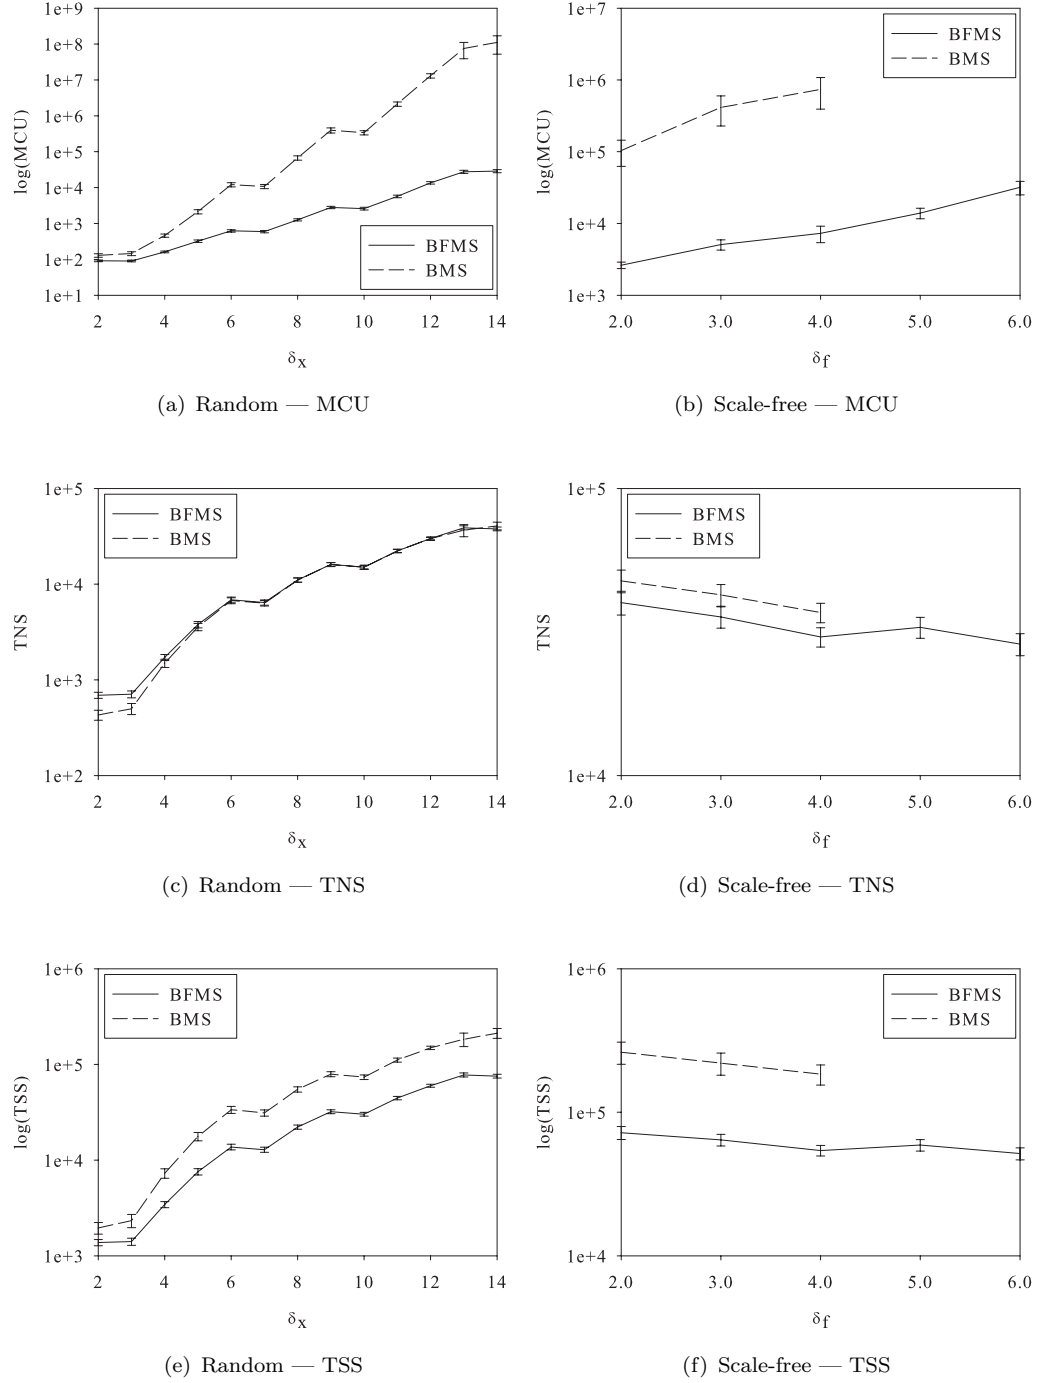 1e+9
1e+8
1e+7
1e+6
1e+5
1e+4
1e+3
1e+2
1e+1
log(MCU)
BFMS
BMS
2 4 6 8 10 12 14
δx
(a) Random — MCU
1e+7
1e+6
1e+5
1e+4
1e+3
log(MCU)
BFMS
BMS
2.0 3.0 4.0 5.0 6.0
δf
(b) Scale-free — MCU
1e+5
1e+4
1e+3
1e+2
TNS
BFMS
BMS
2 4 6 8 10 12 14
δx
(c) Random — TNS
1e+5
1e+4
TNS
BFMS
BMS
2.0 3.0 4.0 5.0 6.0
δf
(d) Scale-free — TNS
1e+6
1e+5
1e+4
1e+3
log(TSS)
BFMS
BMS
2 4 6 8 10 12 14
δx
(e) Random — TSS
1e+6
1e+5
1e+4
log(TSS)
BFMS
BMS
2.0 3.0 4.0 5.0 6.0
δf
(f) Scale-free — TSS